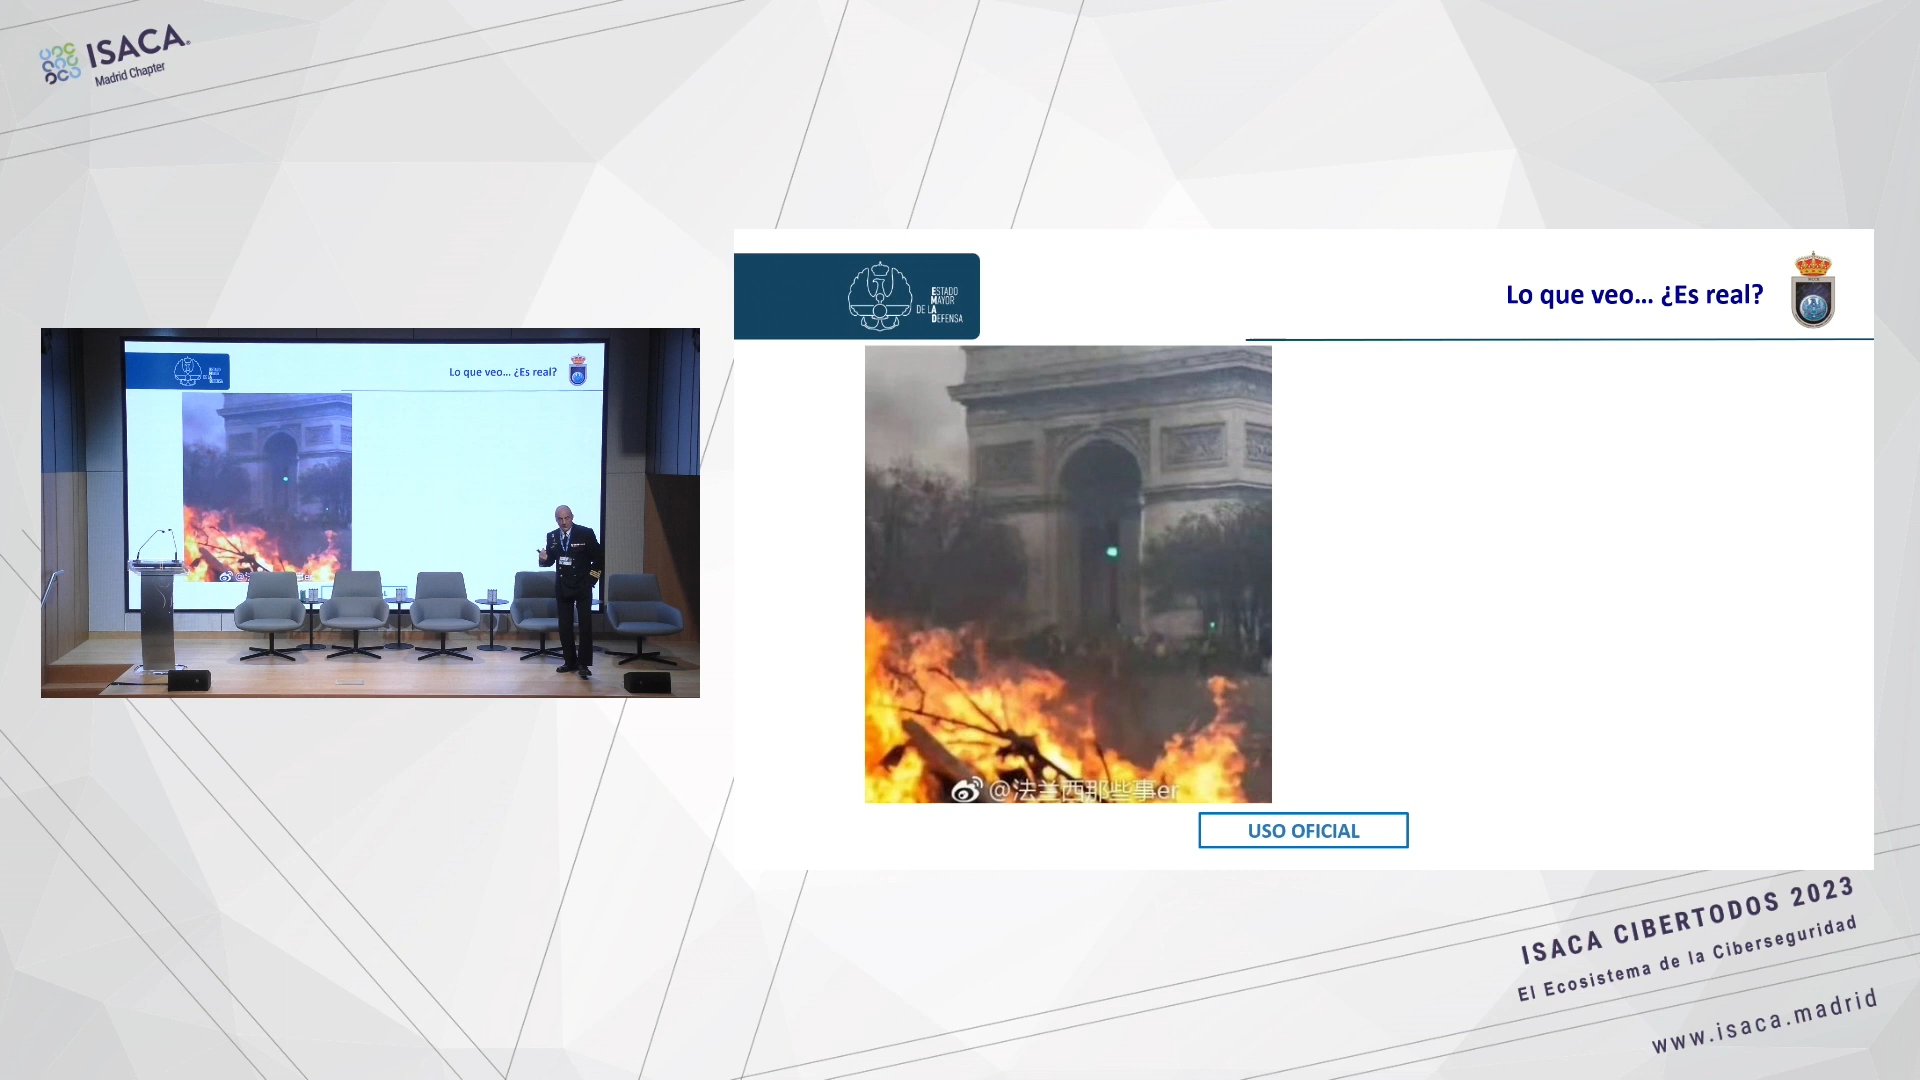 ISACA®
Madrid Chapter
Lo que veo... ¿Es real?
ESTADO
MAYOR
DE LA
DEFENSA
Lo que veo... ¿Es real?
@法兰西那些事er
USO OFICIAL
ISACA CIBERTODOS 2023
El Ecosistema de la Ciberseguridad
www.isaca.madrid